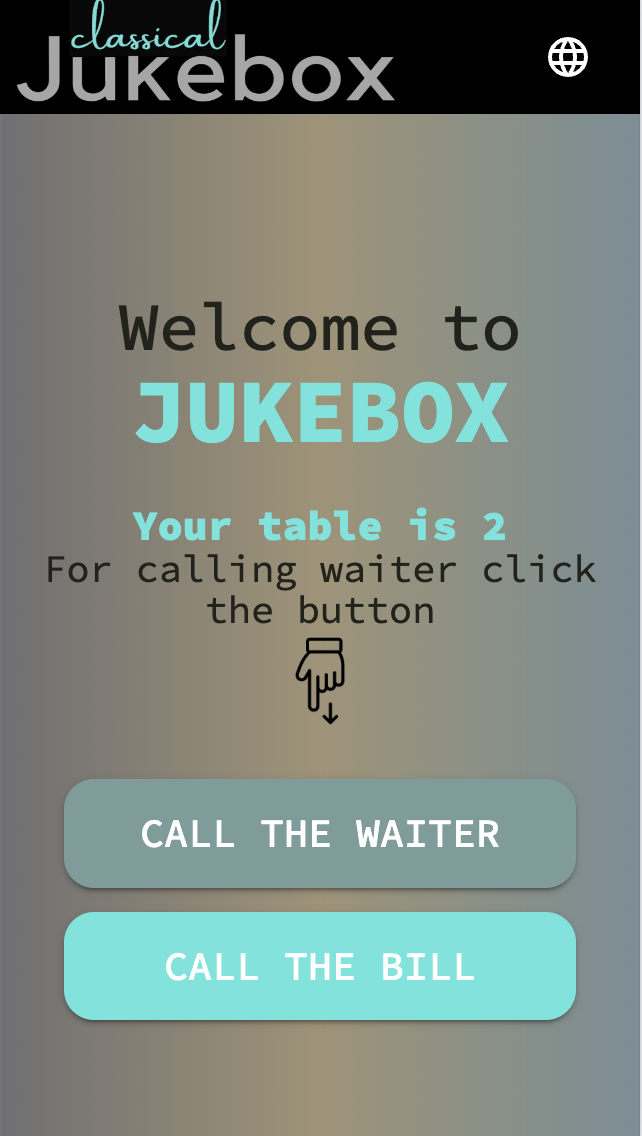 classical
Jukebox
Welcome to
JUKEBOX
Your table is 2
For calling waiter click
the button
CALL THE WAITER
CALL THE BILL